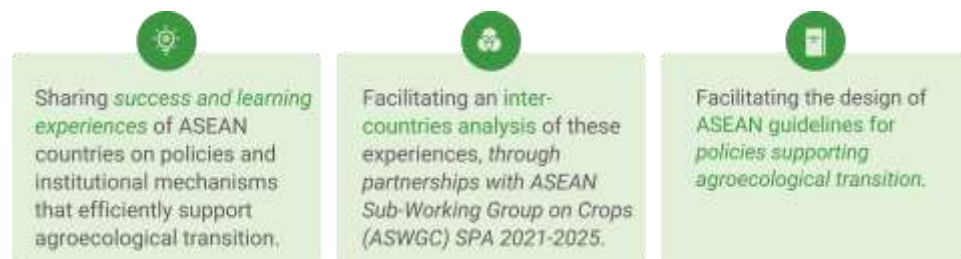 Sharing success and learning
experiences of ASEAN
countries on policies and
institutional mechanisms
that efficiently support
agroecological transition.
Facilitating an inter-
countries analysis of these
experiences, through
partnerships with ASEAN
Sub-Working Group on Crops
(ASWGC) SPA 2021-2025.
Facilitating the design of
ASEAN guidelines for
policies supporting
agroecological transition.